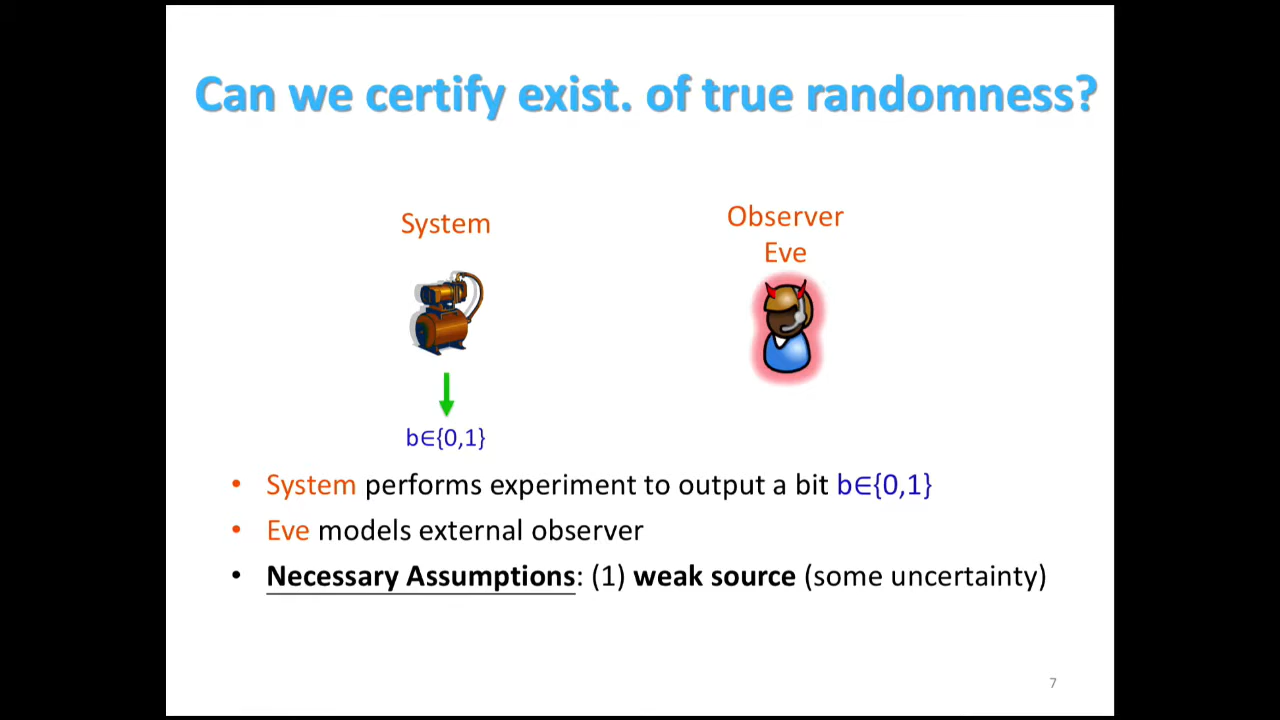 Can we certify exist. of true randomness?
System
Observer
Eve
b∈{0,1}
• System performs experiment to output a bit b∈{0,1}
• Eve models external observer
• Necessary Assumptions: (1) weak source (some uncertainty)
7